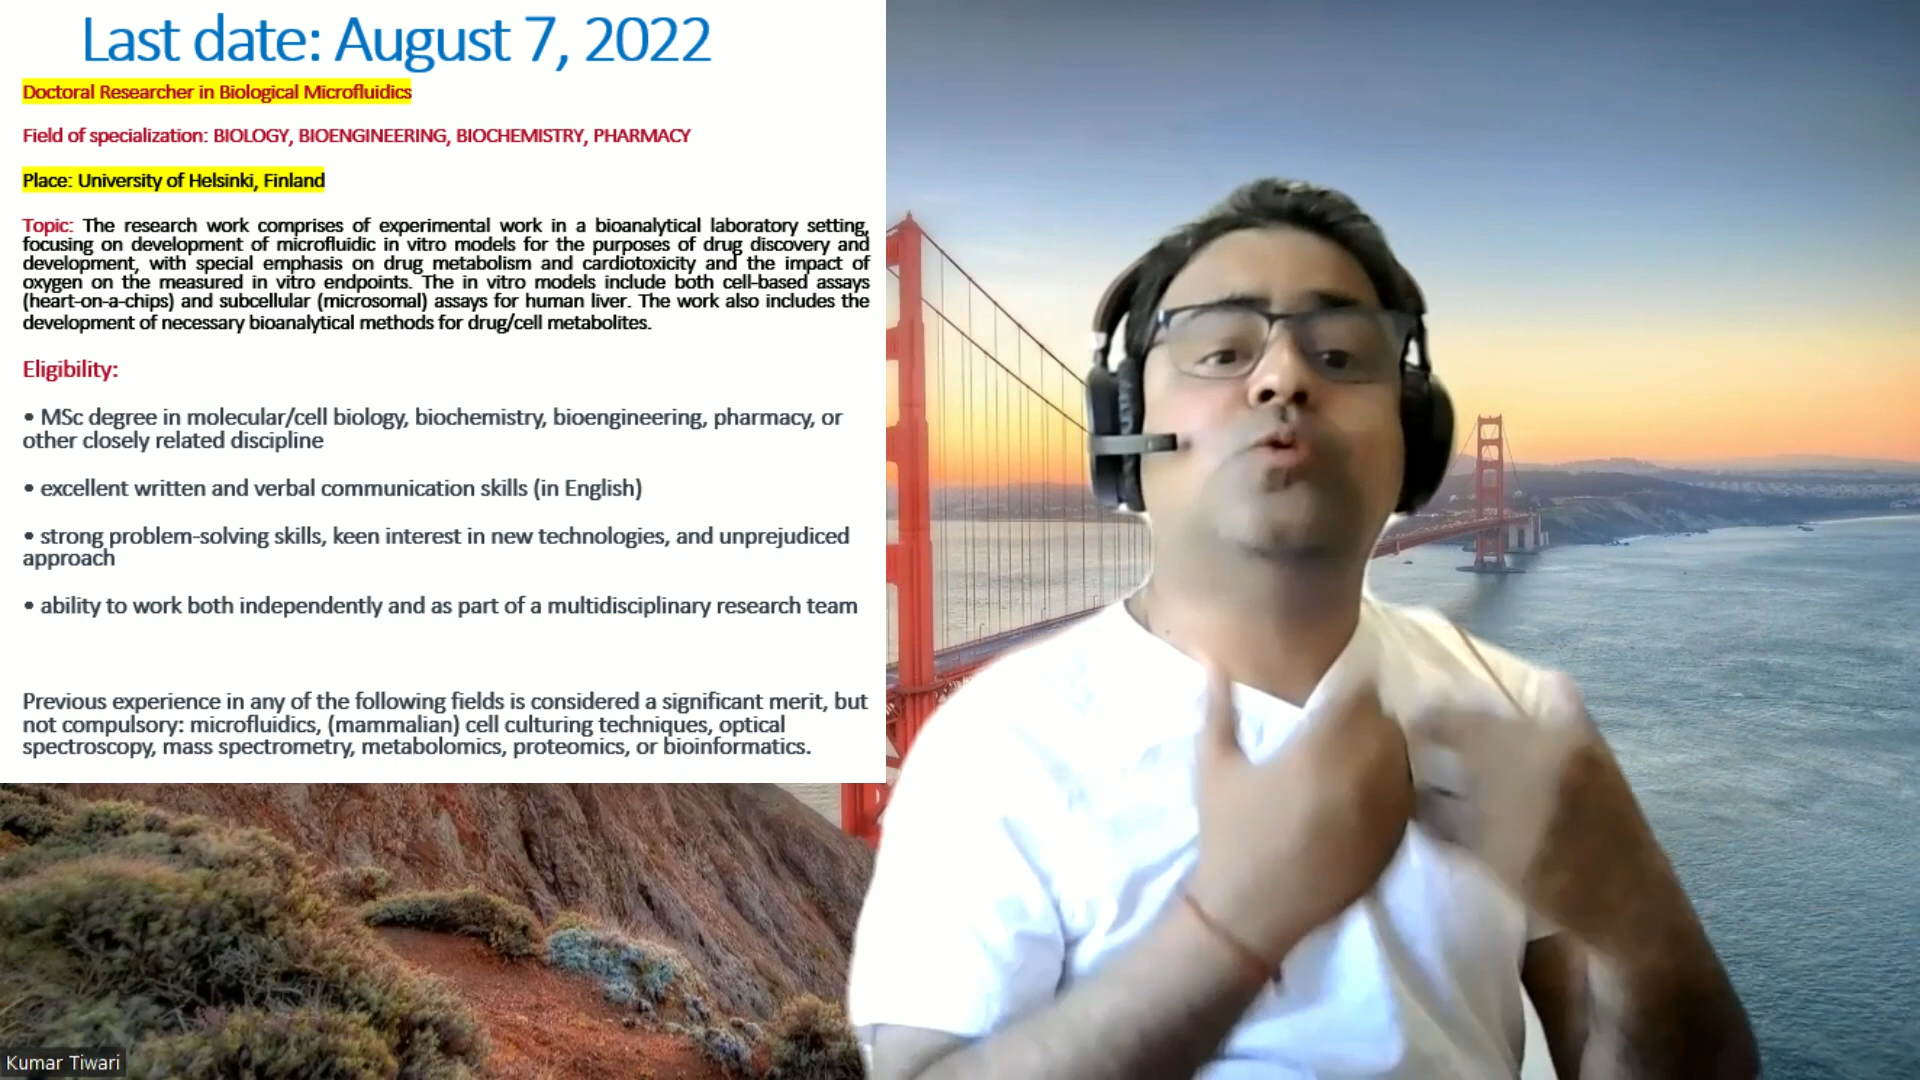 Last date: August 7, 2022
Doctoral Researcher in Biological Microfluidics
Field of specialization: BIOLOGY, BIOENGINEERING, BIOCHEMISTRY, PHARMACY
Place: University of Helsinki, Finland
Topic: The research work comprises of experimental work in a bioanalytical laboratory setting,
focusing on development of microfluidic in vitro models for the purposes of drug discovery and
development, with special emphasis on drug metabolism and cardiotoxicity and the impact of
oxygen on the measured in vitro endpoints. The in vitro models include both cell-based assays
(heart-on-a-chips) and subcellular (microsomal) assays for human liver. The work also includes the
development of necessary bioanalytical methods for drug/cell metabolites.
Eligibility:
• MSc degree in molecular/cell biology, biochemistry, bioengineering, pharmacy, or
other closely related discipline
• excellent written and verbal communication skills (in English)
• strong problem-solving skills, keen interest in new technologies, and unprejudiced
approach
• ability to work both independently and as part of a multidisciplinary research team
Previous experience in any of the following fields is considered a significant merit, but
not compulsory: microfluidics, (mammalian) cell culturing techniques, optical
spectroscopy, mass spectrometry, metabolomics, proteomics, or bioinformatics.
Kumar Tiwari